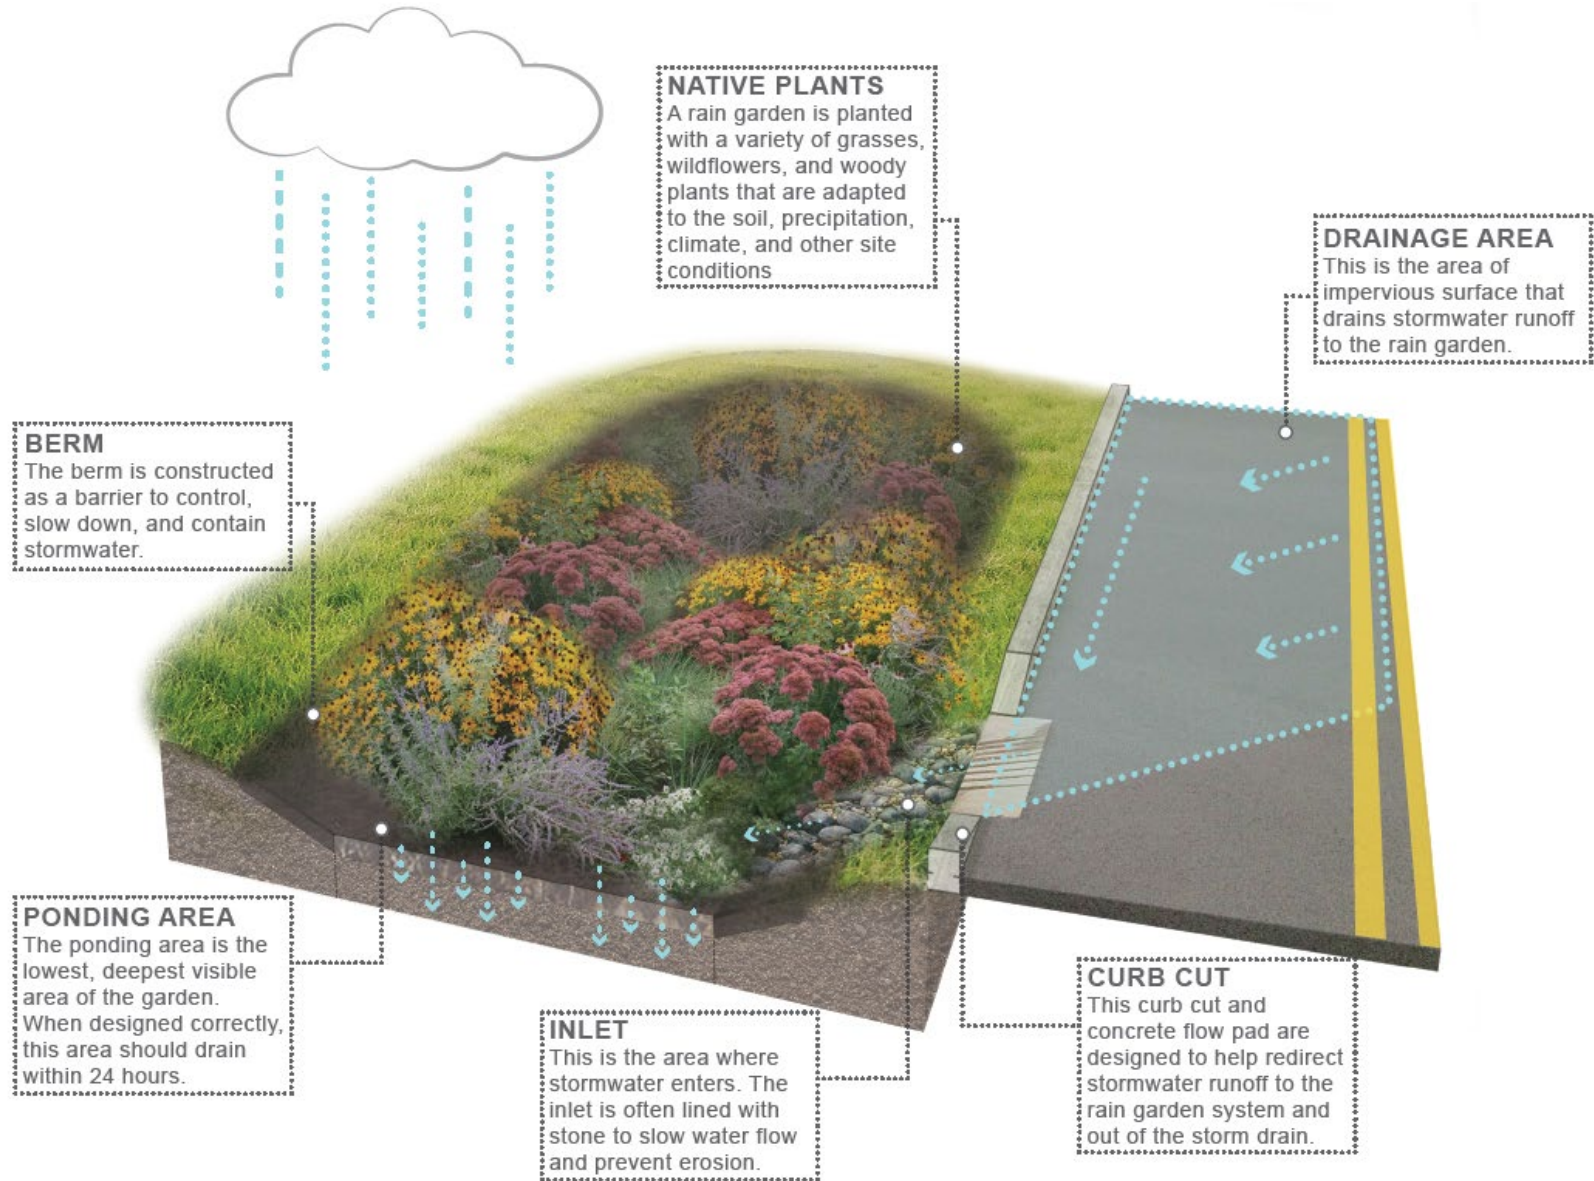 NATIVE PLANTS
A rain garden is planted
with a variety of grasses,
wildflowers, and woody
plants that are adapted
to the soil, precipitation,
climate, and other site
conditions
DRAINAGE AREA
This is the area of
impervious surface that
drains stormwater runoff
to the rain garden.
BERM
The berm is constructed
as a barrier to control,
slow down, and contain
stormwater.
PONDING AREA
The ponding area is the
lowest, deepest visible
area of the garden.
When designed correctly,
this area should drain
within 24 hours.
INLET
This is the area where
stormwater enters. The
inlet is often lined with
stone to slow water flow
and prevent erosion.
CURB CUT
This curb cut and
concrete flow pad are
designed to help redirect
stormwater runoff to the
rain garden system and
out of the storm drain.